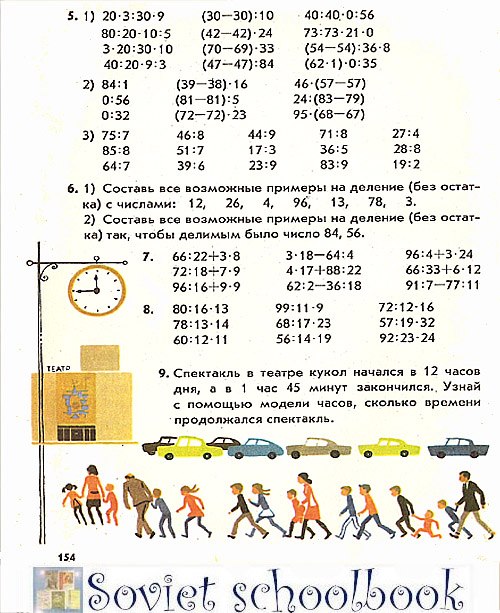 5. 1) 20·3:30·9 (30—30):10 40:40·0:56
80:20·10:5 (42—42)·24 73:73·21·0
3·20:30·10 (70—69)·33 (54—54):36·8
40:20·9:3 (47—47):84 (62·1)·0:35
2) 84:1 (39—38)·16 46·(57—57)
0:56 (81—81):5 24:(83—79)
0:32 (72—72)·23 95·(68—67)
3) 75:7 46:8 44:9 71:8 27:4
85:8 51:7 17:3 36:5 28:8
64:7 39:6 23:9 83:9 19:2
6. 1) Составь все возможные примеры на деление (без остат-
ка) с числами: 12, 26, 4, 96, 13, 78, 3.
2) Составь все возможные примеры на деление (без остат-
ка) так, чтобы делимым было число 84, 56.
7. 66:22+3·8 3·18—64:4 96:4+3·24
72:18+7·9 4·17+88:22 66:33+6·12
96:16+9·9 62:2—36:18 91:7—77:11
8. 80:16·13 99:11·9 72:12·16
78:13·14 68:17·23 57:19·32
60:12·11 56:14·19 92:23·24
ТЕАТР
9. Спектакль в театре кукол начался в 12 часов
дня, а в 1 час 45 минут закончился. Узнай
с помощью модели часов, сколько времени
продолжался спектакль.
154
Soviet schoolbook